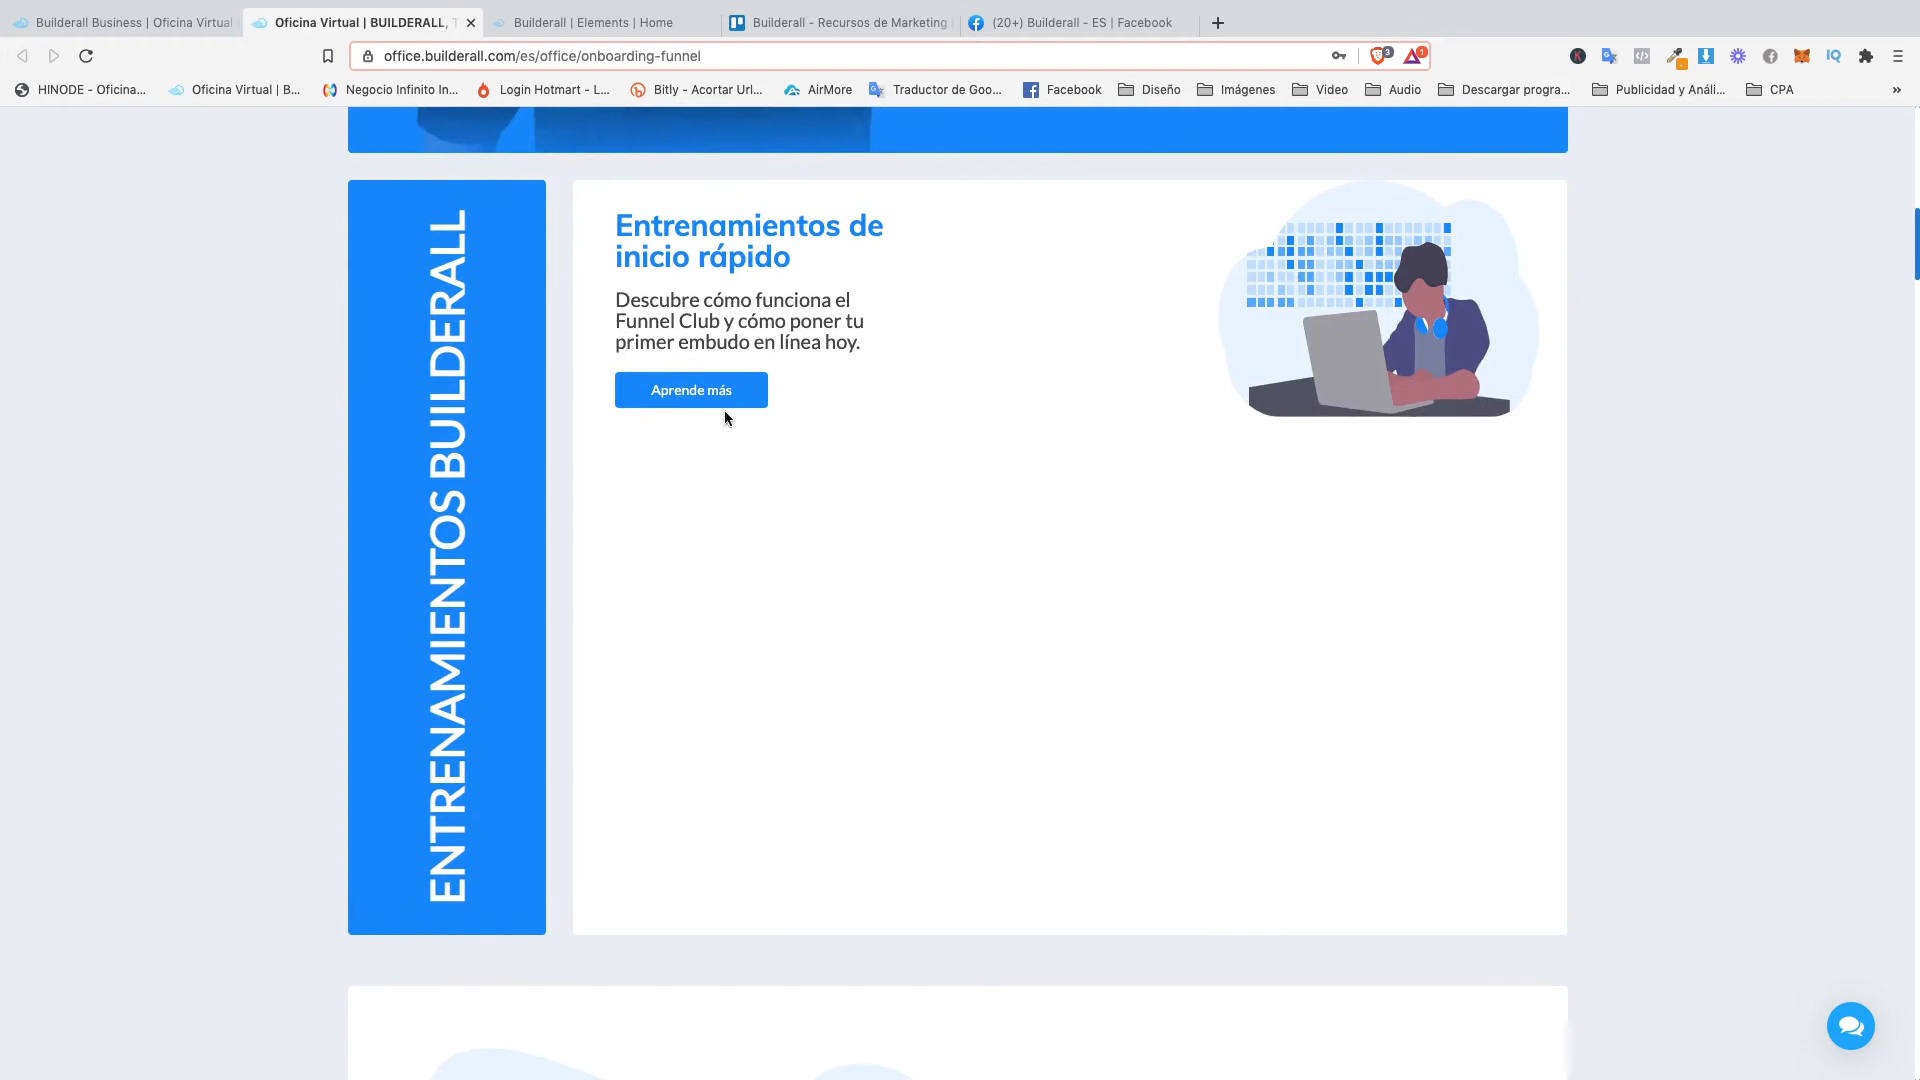 Builderall Business | Oficina Virtual
Oficina Virtual | BUILDERALL,
Builderall | Elements | Home
Builderall - Recursos de Marketing
(20+) Builderall - ES | Facebook
office.builderall.com/es/office/onboarding-funnel
3
1
K
IQ
HINODE - Oficina...
Oficina Virtual | B...
Negocio Infinito In...
Login Hotmart - L...
Bitly - Acortar Url...
AirMore
Traductor de Goo...
Facebook
Diseño
Imágenes
Video
Audio
Descargar progra...
Publicidad y Análi...
CPA
»
ENTRENAMIENTOS BUILDERALL
Entrenamientos de
inicio rápido
Descubre cómo funciona el
Funnel Club y cómo poner tu
primer embudo en línea hoy.
Aprende más